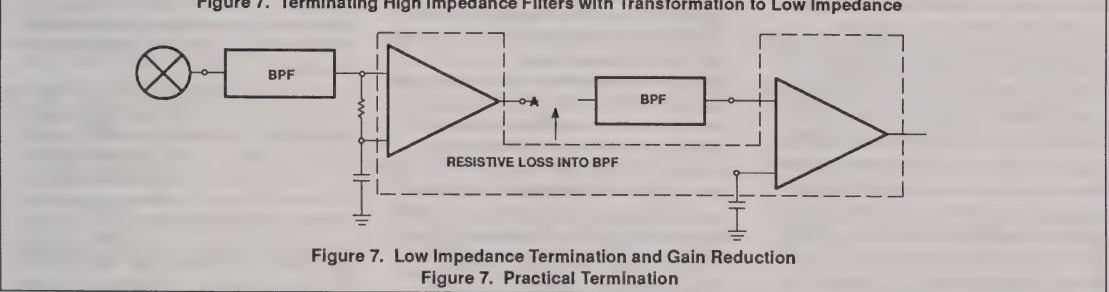 Figure 7. Terminating High Impedance Filters with Transformation to Low Impedance
BPF
BPF
RESISTIVE LOSS INTO BPF
Figure 7. Low Impedance Termination and Gain Reduction
Figure 7. Practical Termination